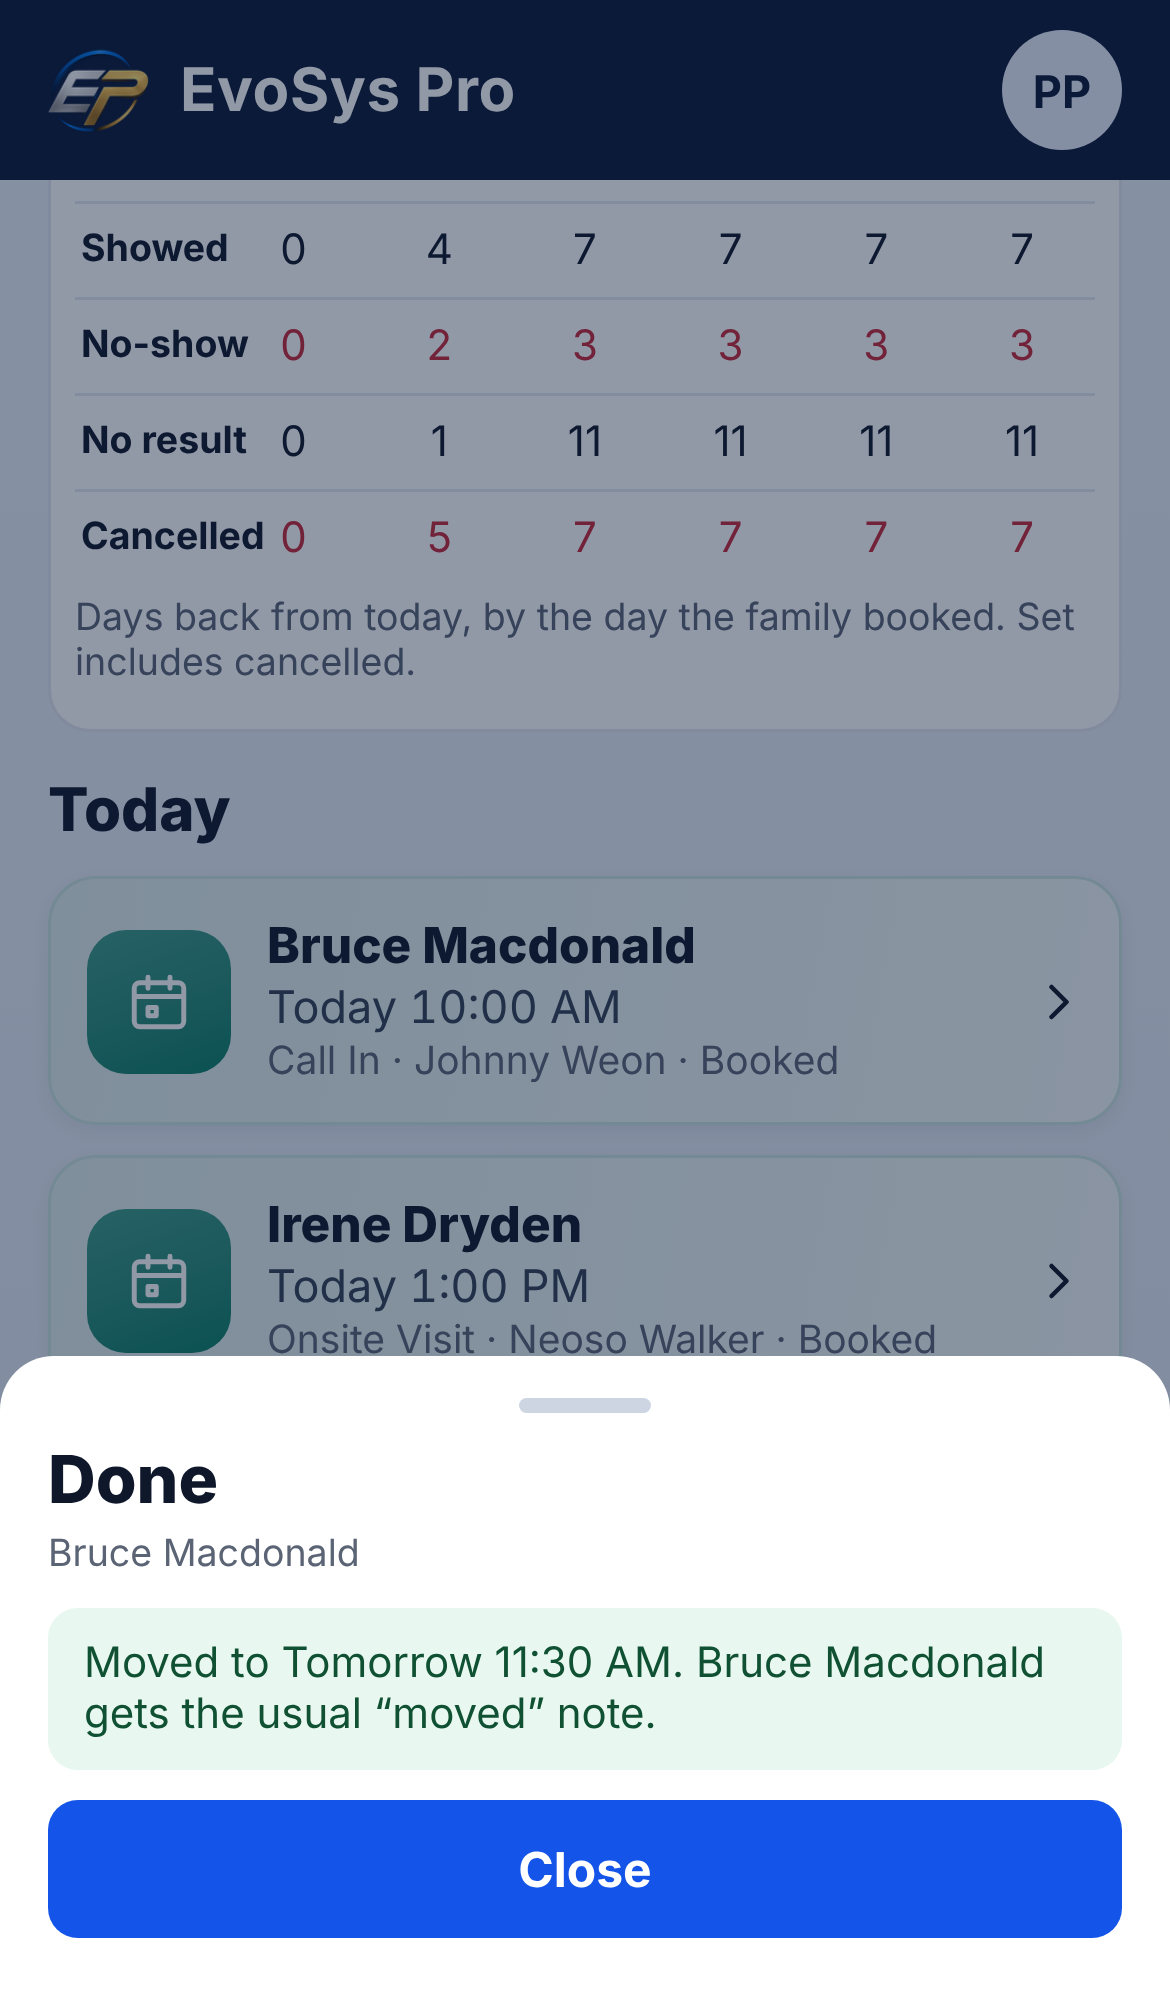 EP EvoSys Pro PP
Showed 0 4 7 7 7 7
No-show 0 2 3 3 3 3
No result 0 1 11 11 11 11
Cancelled 0 5 7 7 7 7
Days back from today, by the day the family booked. Set
includes cancelled.
Today
Bruce Macdonald
Today 10:00 AM
Call In · Johnny Weon · Booked
Irene Dryden
Today 1:00 PM
Onsite Visit · Neoso Walker · Booked
Done
Bruce Macdonald
Moved to Tomorrow 11:30 AM. Bruce Macdonald
gets the usual “moved” note.
Close